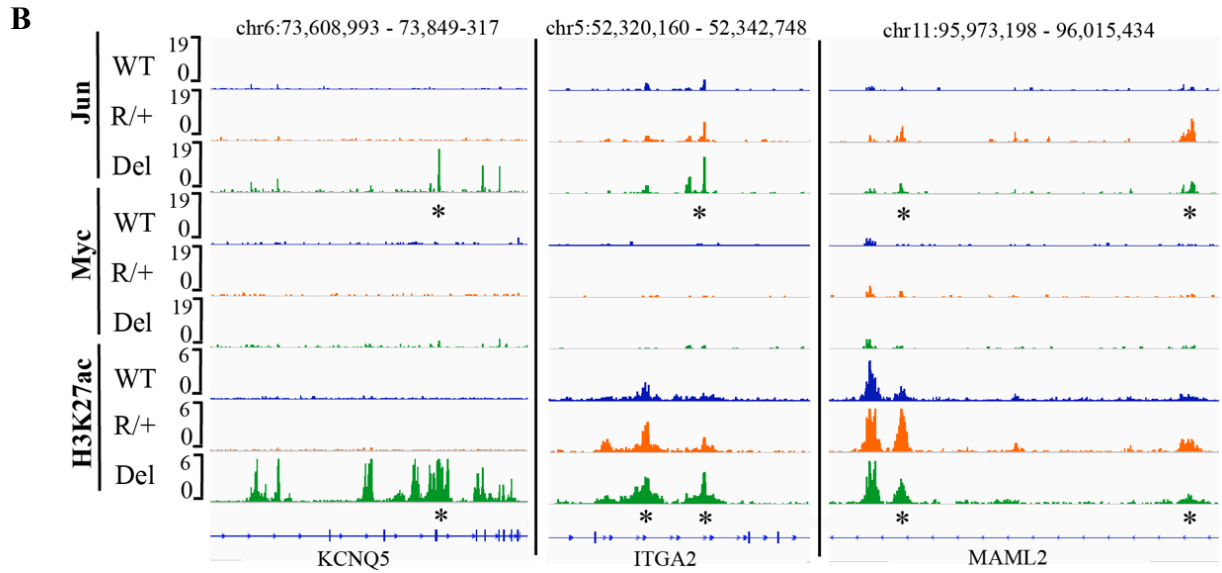 B
chr6:73,608,993 - 73,849-317 chr5:52,320,160 - 52,342,748 chr11:95,973,198 - 96,015,434
Jun
WT 19 0
R/+ 19 0
Del 19 0
* * * *
Myc
WT 19 0
R/+ 19 0
Del 19 0
H3K27ac
WT 6 0
R/+ 6 0
Del 6 0
* * * * *
KCNQ5 ITGA2 MAML2